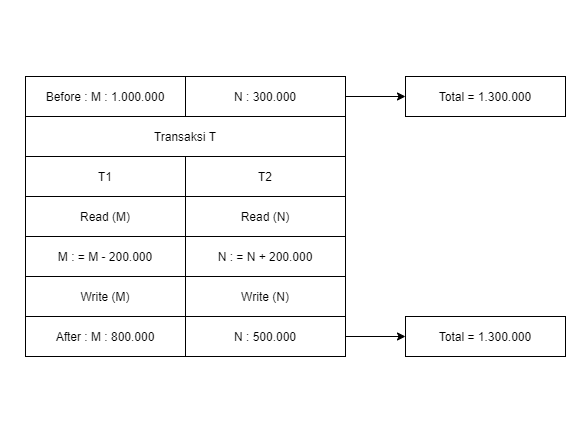 Before : M : 1.000.000
N : 300.000
Total = 1.300.000
Transaksi T
T1
T2
Read (M)
Read (N)
M : = M - 200.000
N : = N + 200.000
Write (M)
Write (N)
After : M : 800.000
N : 500.000
Total = 1.300.000